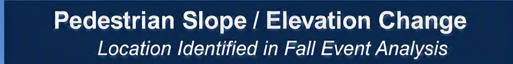 Pedestrian Slope / Elevation Change
Location Identified in Fall Event Analysis